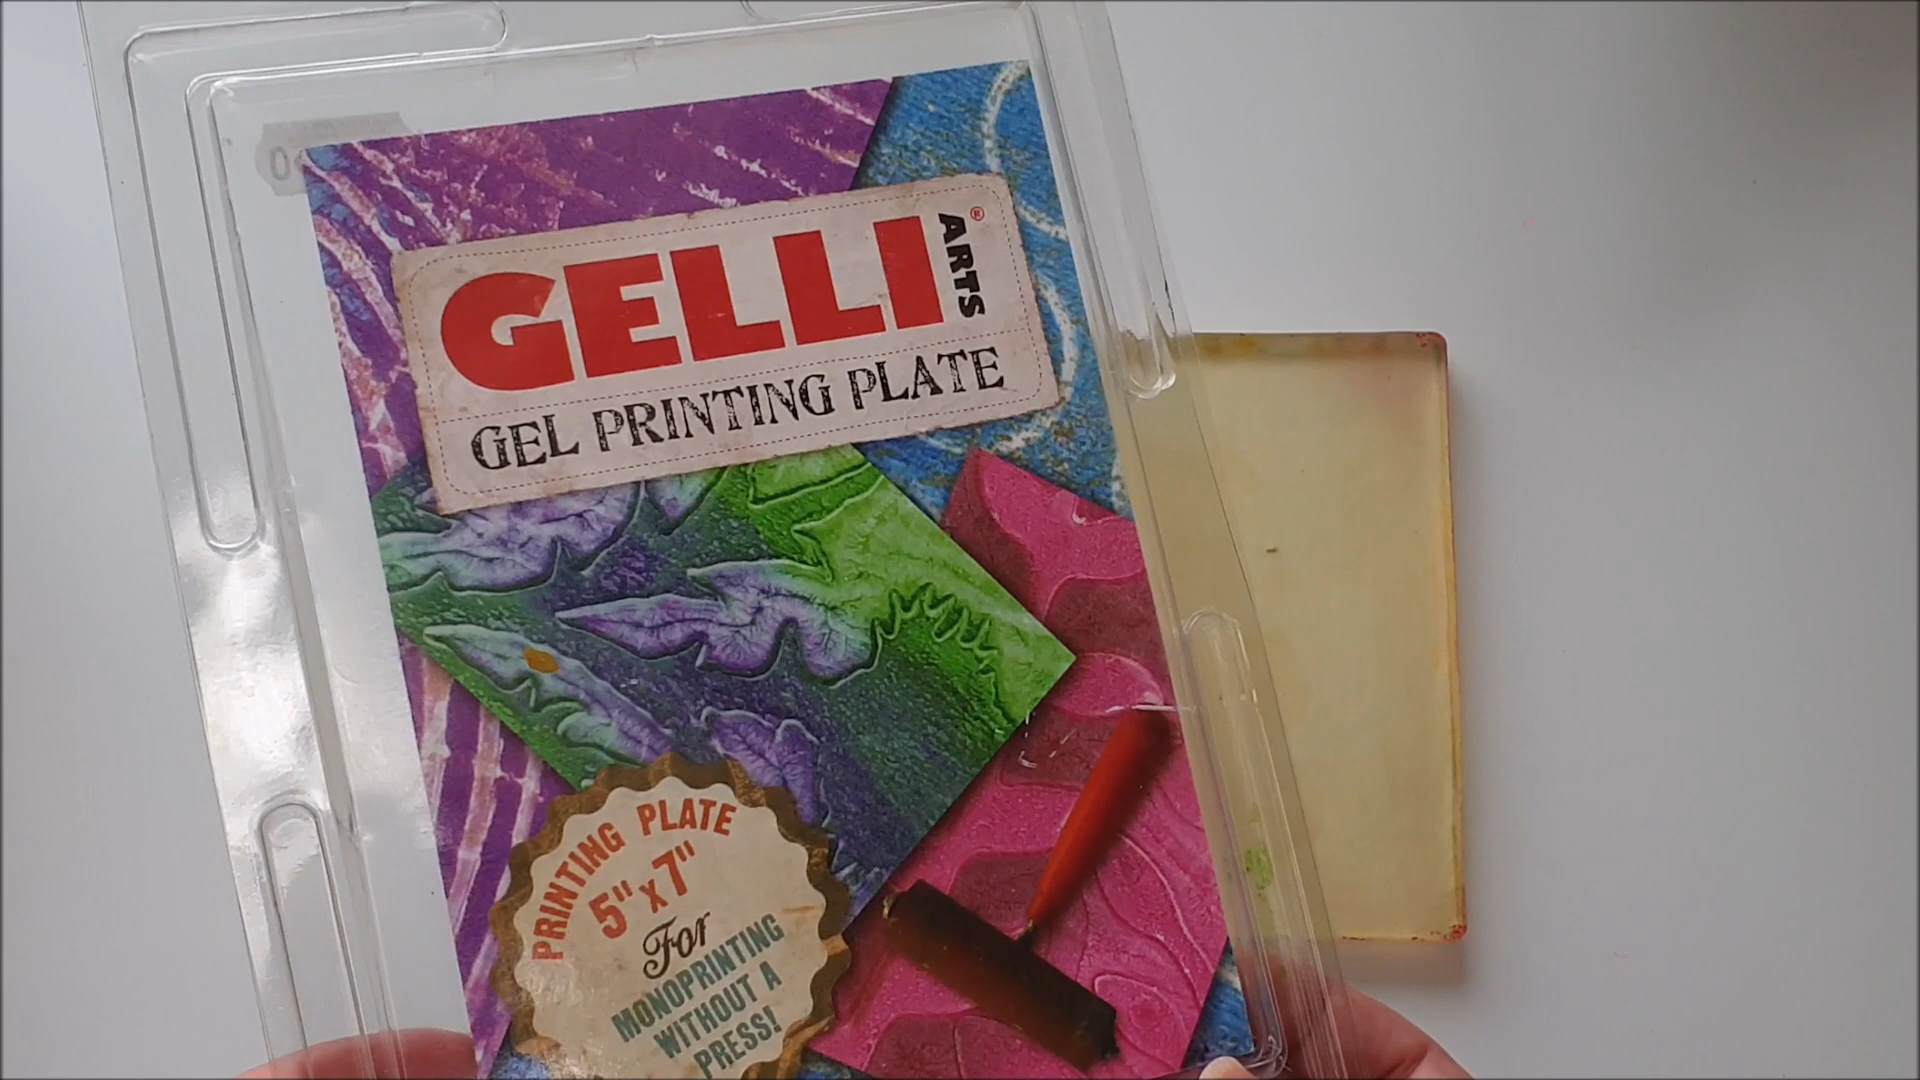 GELLI
ARTS®
GEL PRINTING PLATE
PRINTING PLATE
5" x 7"
For
MONOPRINTING
WITHOUT A
PRESS!